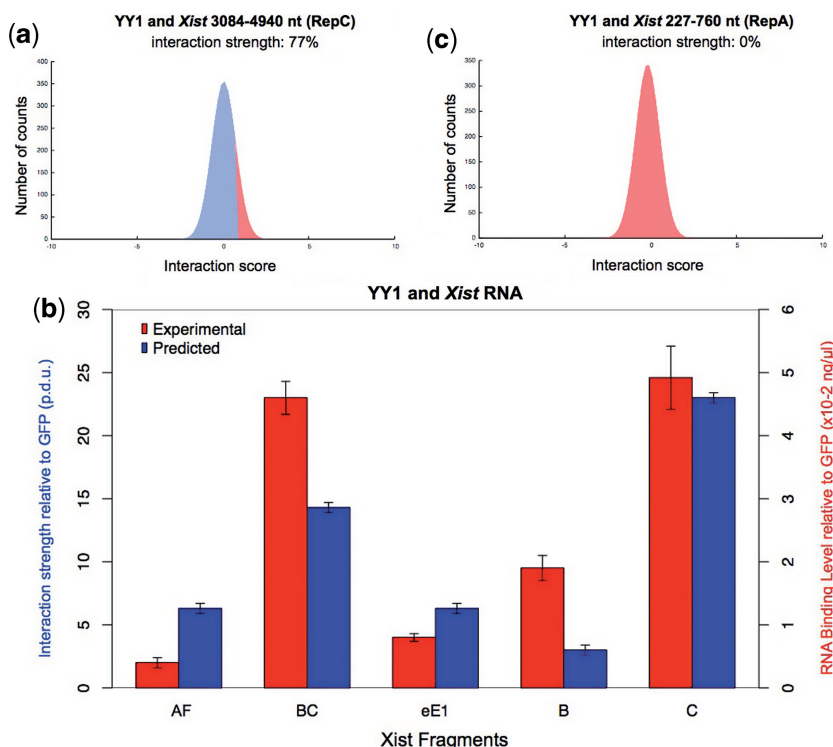 (a)
YY1 and Xist 3084-4940 nt (RepC)
interaction strength: 77%
Number of counts
400
350
300
250
200
150
100
50
0
-10
-5
0
5
10
Interaction score
(c)
YY1 and Xist 227-760 nt (RepA)
interaction strength: 0%
Number of counts
350
300
250
200
150
100
50
0
-10
-5
0
5
10
Interaction score
(b)
YY1 and Xist RNA
Experimental
Predicted
Interaction strength relative to GFP (p.d.u.)
30
25
20
15
10
5
0
6
5
4
3
2
1
0
RNA Binding Level relative to GFP (x10-2 ng/ul)
AF
BC
eE1
B
C
Xist Fragments